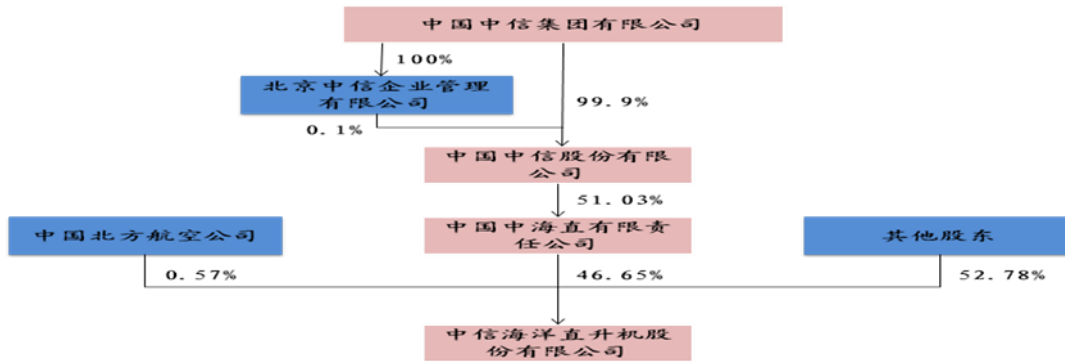 中国中信集团有限公司
100%
北京中信企业管理
有限公司
99.9%
0.1%
中国中信股份有限
公司
51.03%
中国北方航空公司
中国中海直有限责
任公司
其他股东
0.57%
46.65%
52.78%
中信海洋直升机股
份有限公司